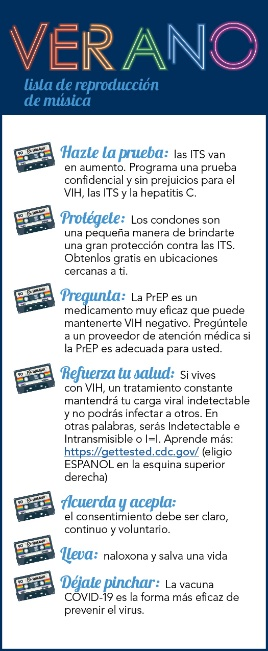 VERANO
lista de reproducción
de música
Hazte la prueba: las ITS van
en aumento. Programa una prueba
confidencial y sin prejuicios para el
VIH, las ITS y la hepatitis C.
Protégete: Los condones son
una pequeña manera de brindarte
una gran protección contra las ITS.
Obtenlos gratis en ubicaciones
cercanas a ti.
Pregunta: La PrEP es un
medicamento muy eficaz que puede
mantenerte VIH negativo. Pregúntele
a un proveedor de atención médica si
la PrEP es adecuada para usted.
Refuerza tu salud: Si vives
con VIH, un tratamiento constante
mantendrá tu carga viral indetectable
y no podrás infectar a otros. En
otras palabras, serás Indetectable e
Intransmisible o I=I. Aprende más:
https://gettested.cdc.gov/ (eligio
ESPANOL en la esquina superior
derecha)
Acuerda y acepta:
el consentimiento debe ser claro,
continuo y voluntario.
Lleva: naloxona y salva una vida
Déjate pinchar: La vacuna
COVID-19 es la forma más eficaz de
prevenir el virus.